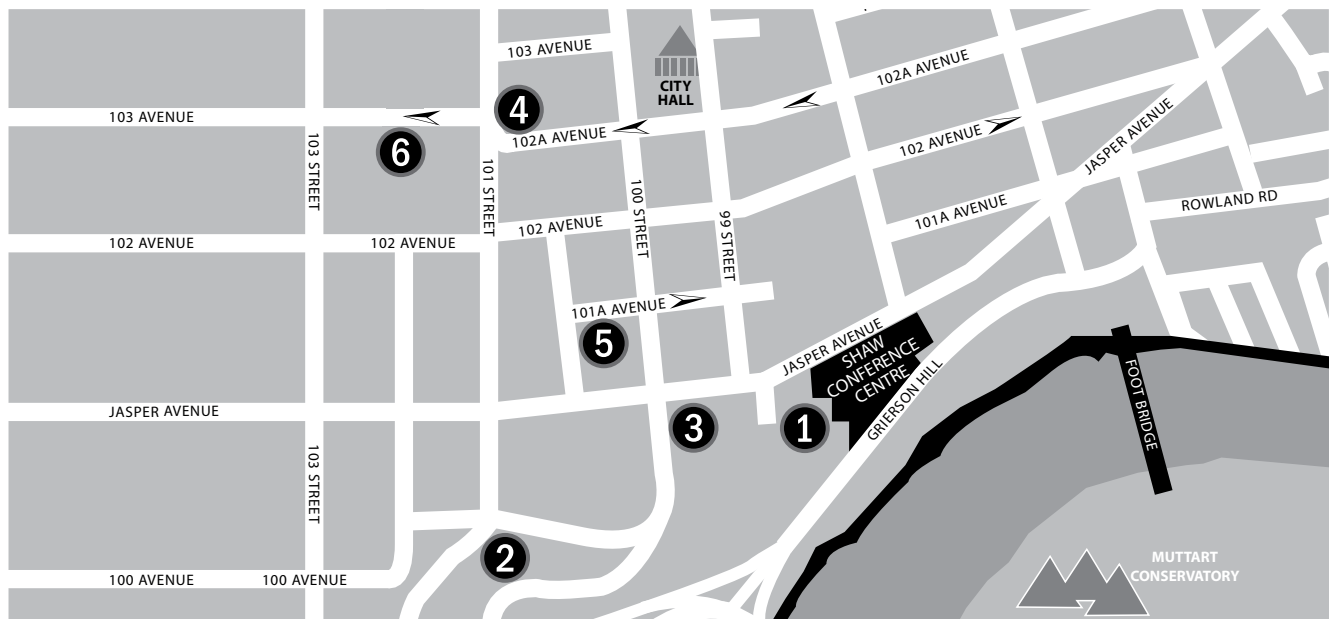 103 AVENUE
CITY
HALL
102A AVENUE
4
103 AVENUE
102A AVENUE
102 AVENUE
JASPER AVENUE
6
103 STREET
101 STREET
100 STREET
99 STREET
101A AVENUE
ROWLAND RD
102 AVENUE
102 AVENUE
102 AVENUE
101A AVENUE
5
JASPER AVENUE
SHAW
CONFERENCE
CENTRE
GRIERSON HILL
FOOT BRIDGE
JASPER AVENUE
3
1
103 STREET
2
MUTTART
CONSERVATORY
100 AVENUE
100 AVENUE